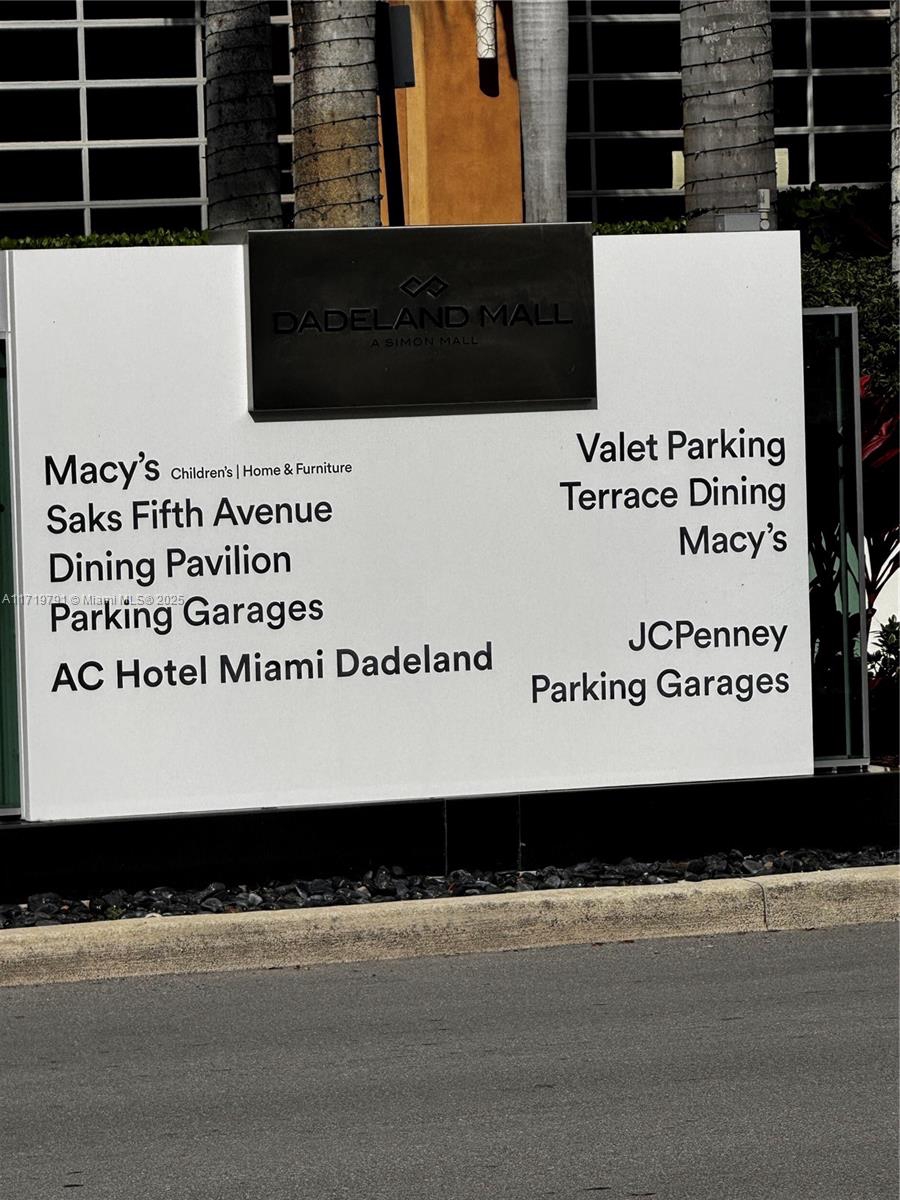 DADELAND MALL
A SIMON MALL
Macy's Children's | Home & Furniture
Saks Fifth Avenue
Dining Pavilion
Parking Garages
AC Hotel Miami Dadeland
Valet Parking
Terrace Dining
Macy's
JCPenney
Parking Garages
A11719791 © Miami MLS® 2025